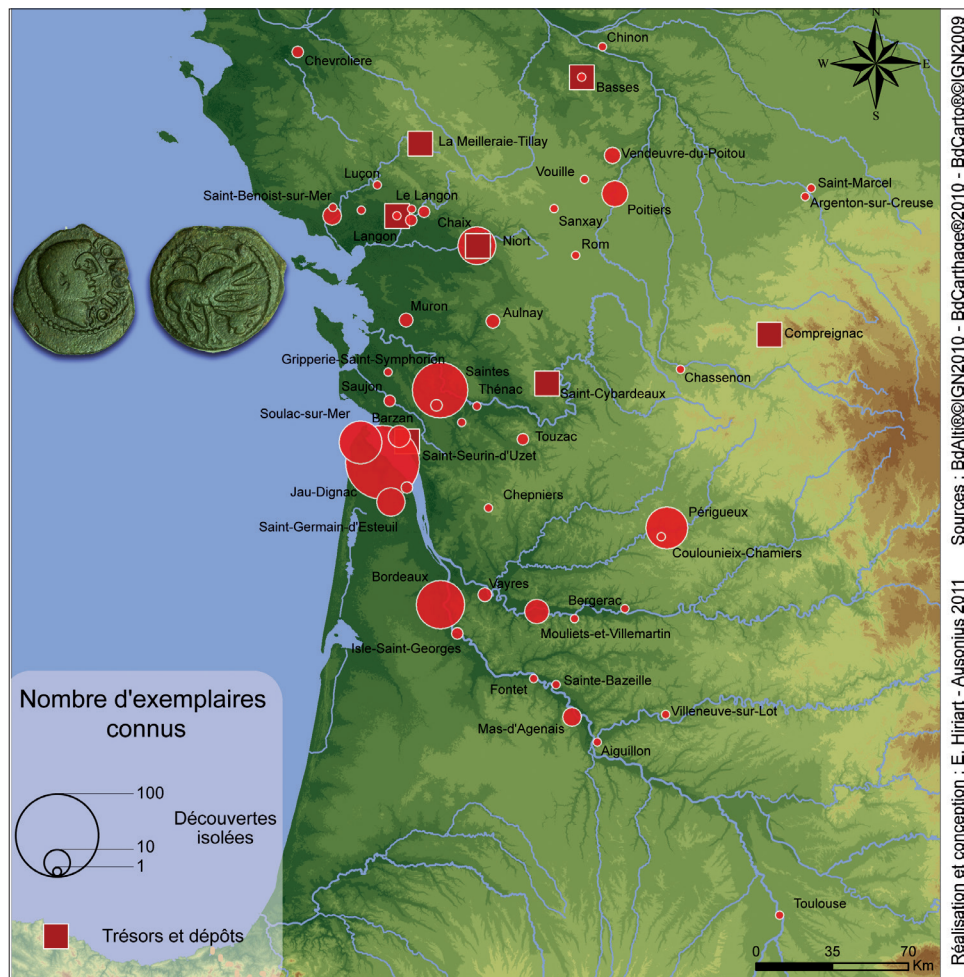 N
W
E
S
Chinon
Chevroliere
Basses
La Meilleraie-Tillay
Vendeuvre-du-Poitou
Luçon
Vouille
Saint-Marcel
Saint-Benoist-sur-Mer
Le Langon
Argenton-sur-Creuse
Poitiers
Chaix
Sanxay
Langon
Niort
Rom
Muron
Aulnay
Compreignac
Gripperie-Saint-Symphorien
Saintes
Chassenon
Saujon
Thénac
Saint-Cybardeaux
Soulac-sur-Mer
Barzan
Touzac
Saint-Seurin-d'Uzet
Jau-Dignac
Chepniers
Périgueux
Saint-Germain-d'Esteuil
Coulounieix-Chamiers
Bordeaux
Vayres
Bergerac
Mouliets-et-Villemartin
Isle-Saint-Georges
Fontet
Sainte-Bazeille
Villeneuve-sur-Lot
Mas-d'Agenais
Aiguillon
Toulouse
Nombre d'exemplaires
connus
100
10
1
Découvertes
isolées
Trésors et dépôts
0 35 70
Km
Réalisation et conception : E. Hiriart - Ausonius 2011 Sources : BdAlti®©IGN2010 - BdCarthage®2010 - BdCarto®©IGN2009